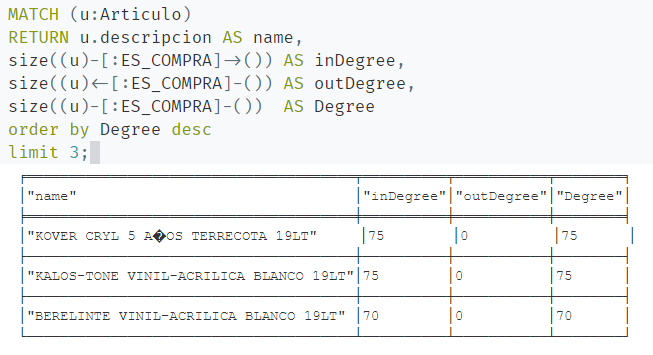 MATCH (u:Articulo)
RETURN u.descripcion AS name,
size((u)-[:ES_COMPRA]->()) AS inDegree,
size((u)<-[:ES_COMPRA]-()) AS outDegree,
size((u)-[:ES_COMPRA]-())  AS Degree
order by Degree desc
limit 3;
"name" "inDegree" "outDegree" "Degree"
"KOVER CRYL 5 A�OS TERRECOTA 19LT" 75 0 75
"KALOS-TONE VINIL-ACRILICA BLANCO 19LT" 75 0 75
"BERELINTE VINIL-ACRILICA BLANCO 19LT" 70 0 70